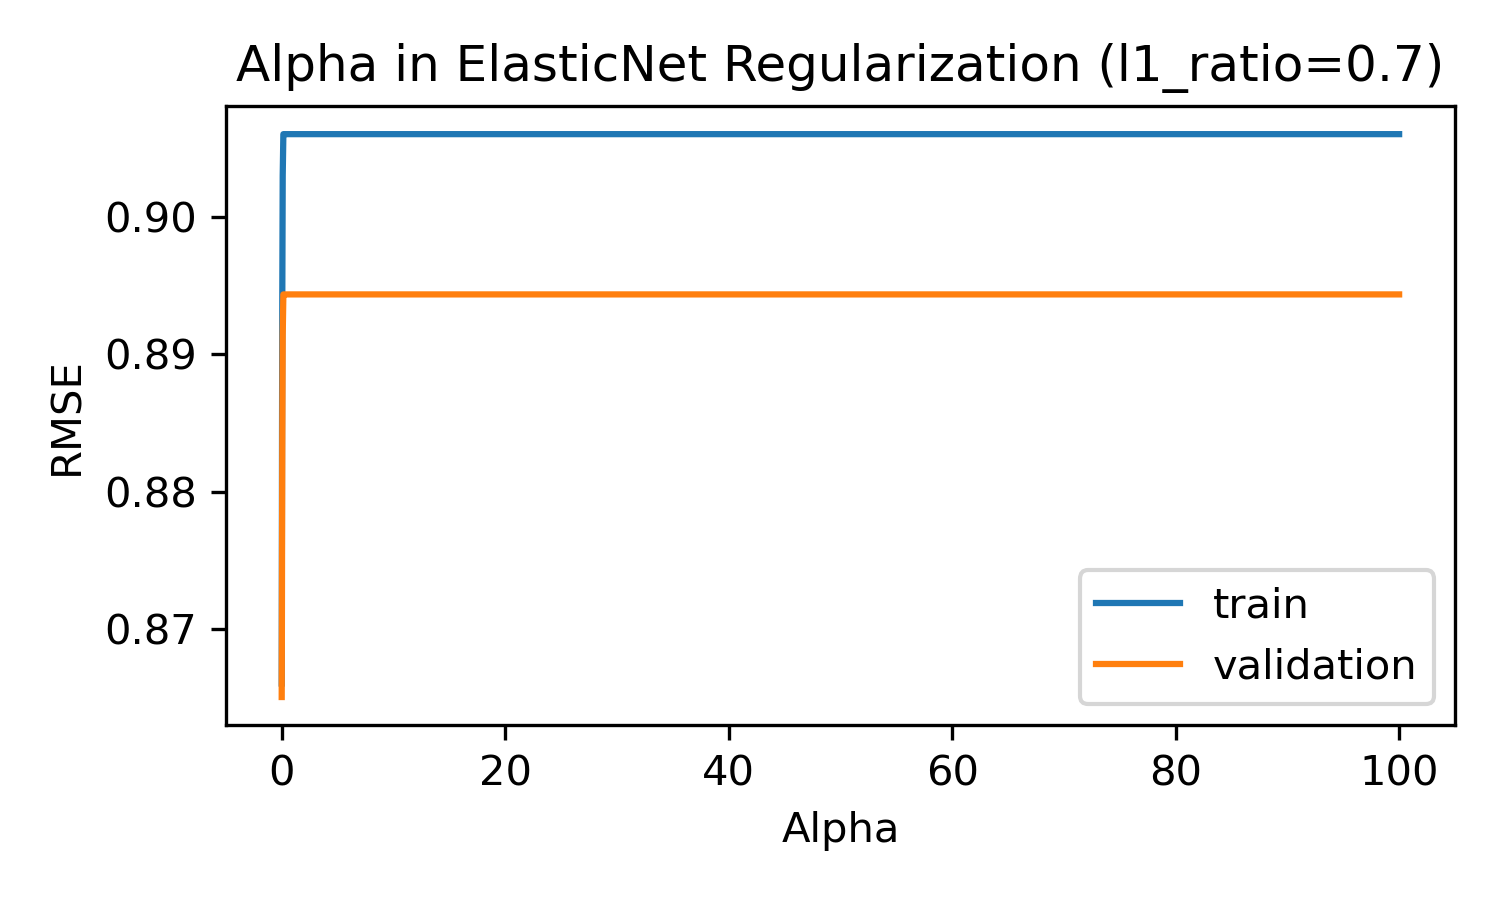 Alpha in ElasticNet Regularization (l1_ratio=0.7)
RMSE
0.90
0.89
0.88
0.87
train
validation
0 20 40 60 80 100
Alpha